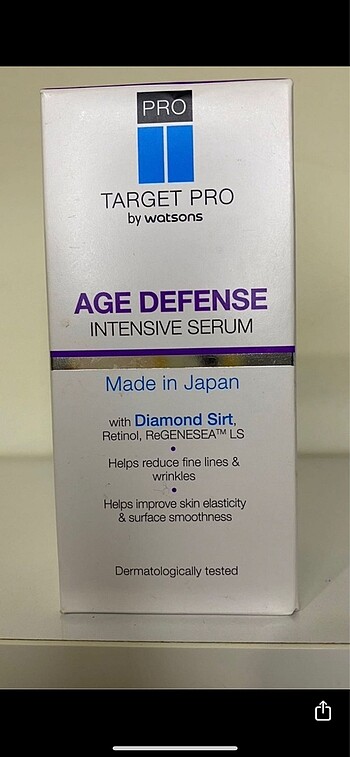 PRO
TARGET PRO
by watsons
AGE DEFENSE
INTENSIVE SERUM
Made in Japan
with Diamond Sirt,
Retinol, ReGENESEA™ LS
•
Helps reduce fine lines &
wrinkles
•
Helps improve skin elasticity
& surface smoothness
Dermatologically tested